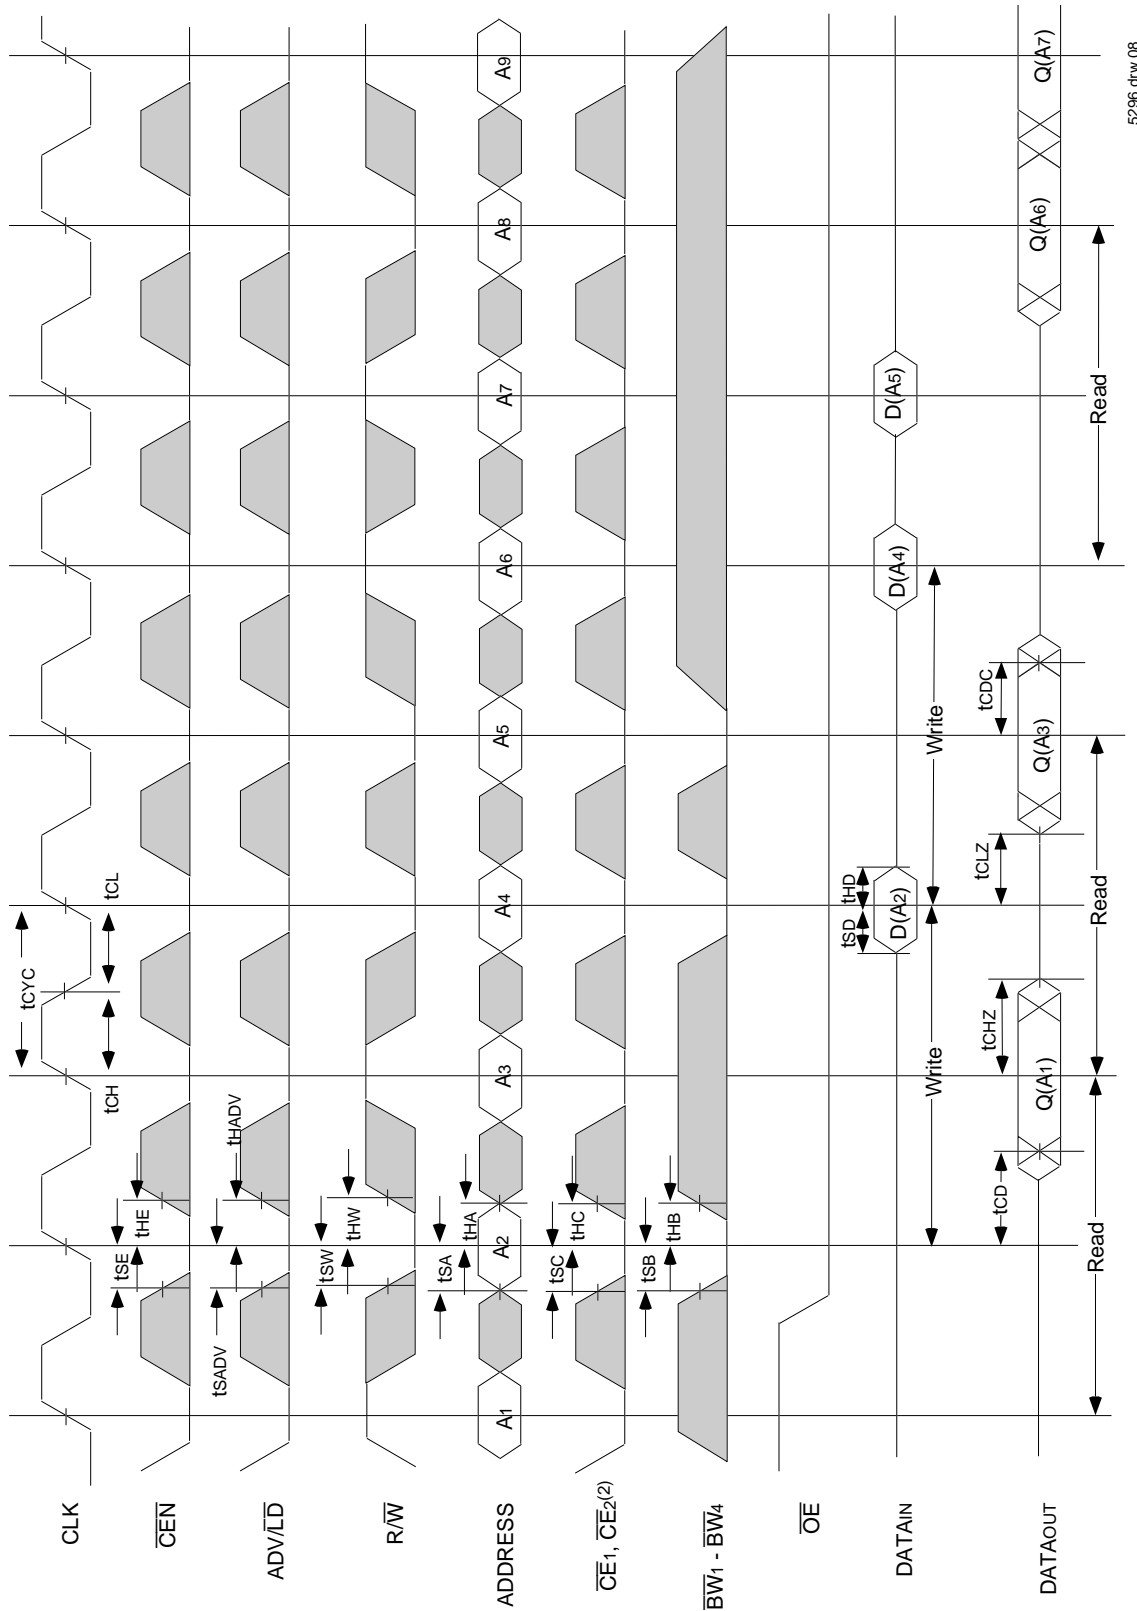 CLK
tCYC
tCH
tCL
CEN
tSE
tHE
ADV/LD
tSADV
tHADV
R/W
tSW
tHW
ADDRESS
A1
A2
A3
A4
A5
A6
A7
A8
A9
tSA
tHA
CE1, CE2(2)
tSC
tHC
BW1 - BW4
tSB
tHB
OE
DATAIN
D(A2)
D(A4)
D(A5)
tSD
tHD
Write
Write
DATAOUT
tCD
Q(A1)
tCHZ
tCLZ
Q(A3)
tCDC
Q(A6)
Q(A7)
Read
Read
Read
5296 drw 08